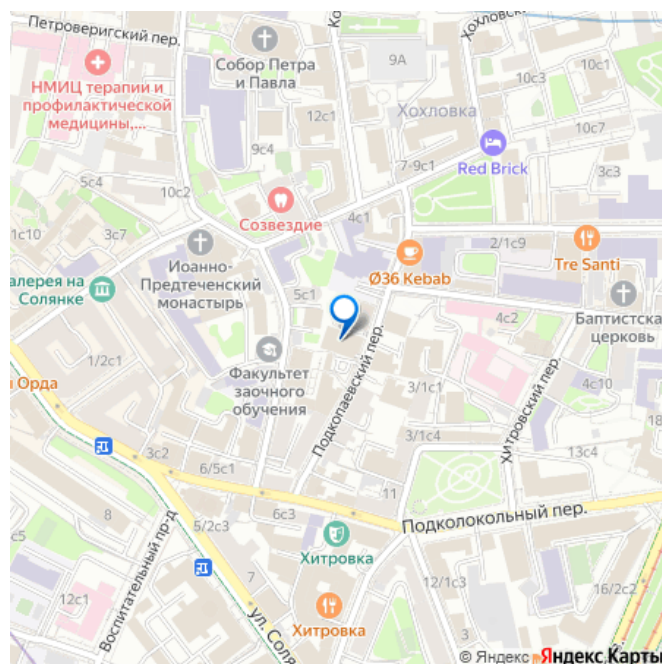 Петроверигский пер.
Собор Петра
и Павла
Хохловский
9А
10с1
10с3
НМИЦ терапии и
профилактической
медицины,...
12с1
Хохловка
10с7
9с4
7-9с1
Red Brick
3с3
5с4
10с2
Созвездие
4с1
1с10
3с7
Иоанно-
Предтеченский
монастырь
Ø36 Kebab
2/1с9
Tre Santi
алерея на
Солянке
5с1
4с2
Баптистска
церковь
1/2с1
Факультет
заочного
обучения
Подкопаевский пер.
Орда
3/1с1
4с10
Хитровский пер.
3/1с4
13с4
3с2
6/5с1
11
8
5/2с3
6с3
Подколокольный пер.
с5
Воспитательный пр-д
Хитровка
7
12/1с3
16/2с2
12с1
ул. Соля
Хитровка
© Яндекс Яндекс Карты